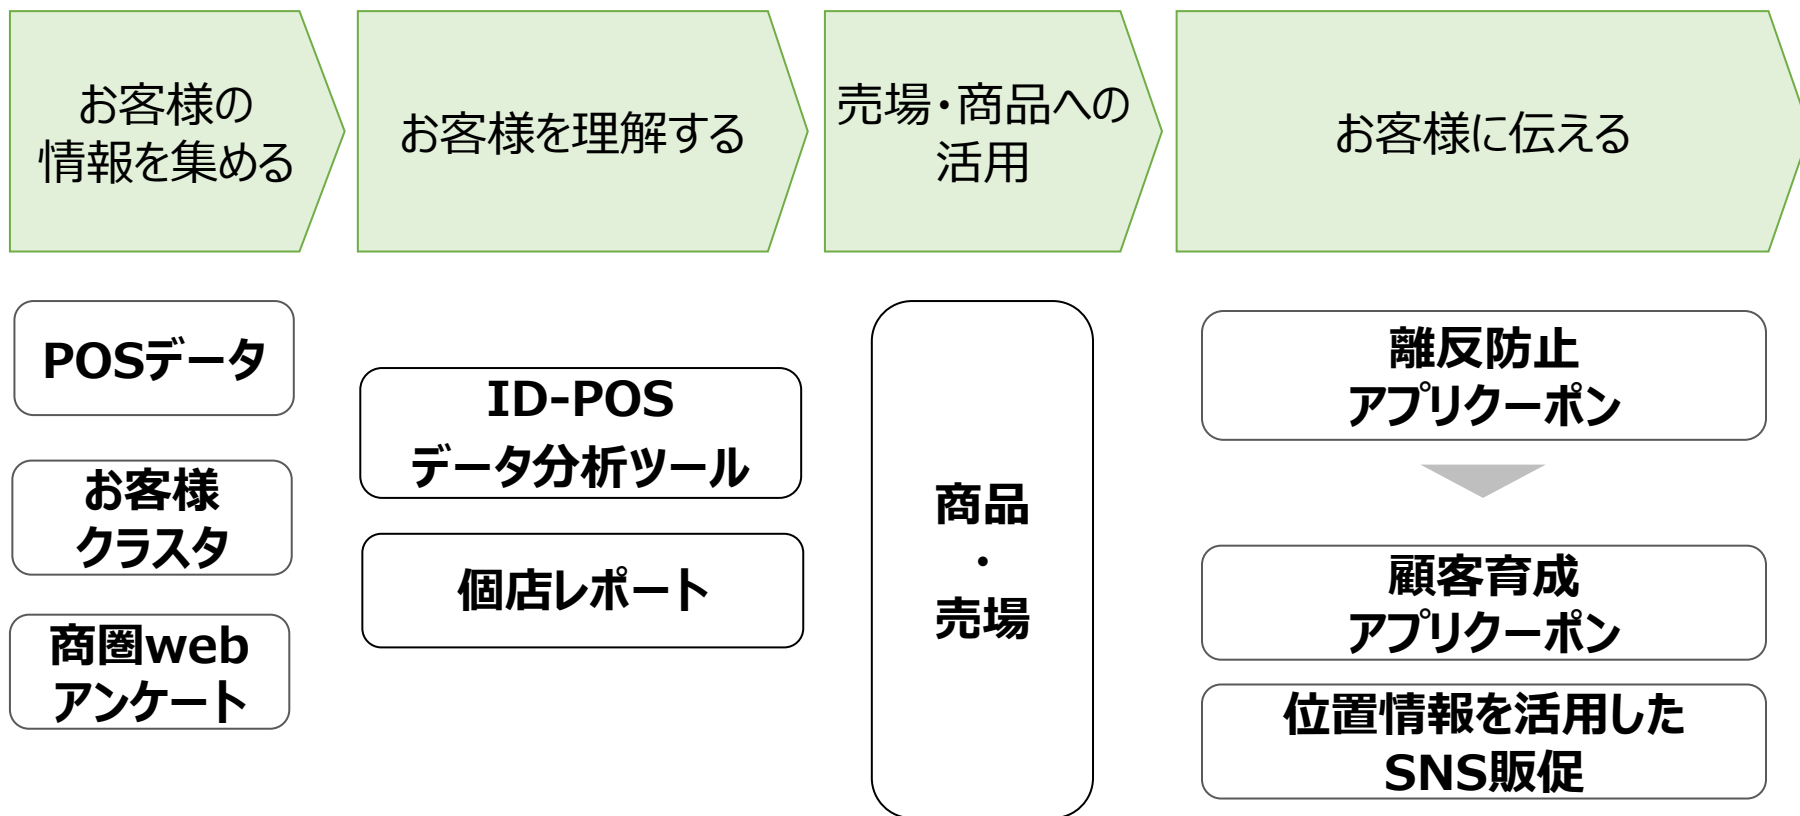 お客様の
情報を集める
お客様を理解する
売場・商品への
活用
お客様に伝える
POSデータ
お客様
クラスタ
商圏web
アンケート
ID-POS
データ分析ツール
個店レポート
商品
・
売場
離反防止
アプリクーポン
顧客育成
アプリクーポン
位置情報を活用した
SNS販促